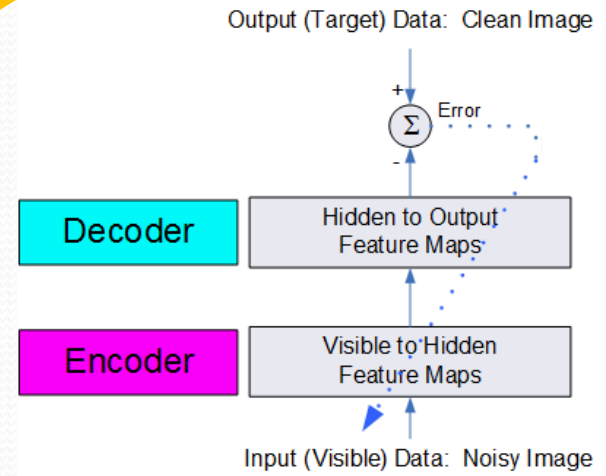 Output (Target) Data: Clean Image
+
Σ
Error
-
Decoder
Hidden to Output
Feature Maps
Encoder
Visible to Hidden
Feature Maps
Input (Visible) Data: Noisy Image